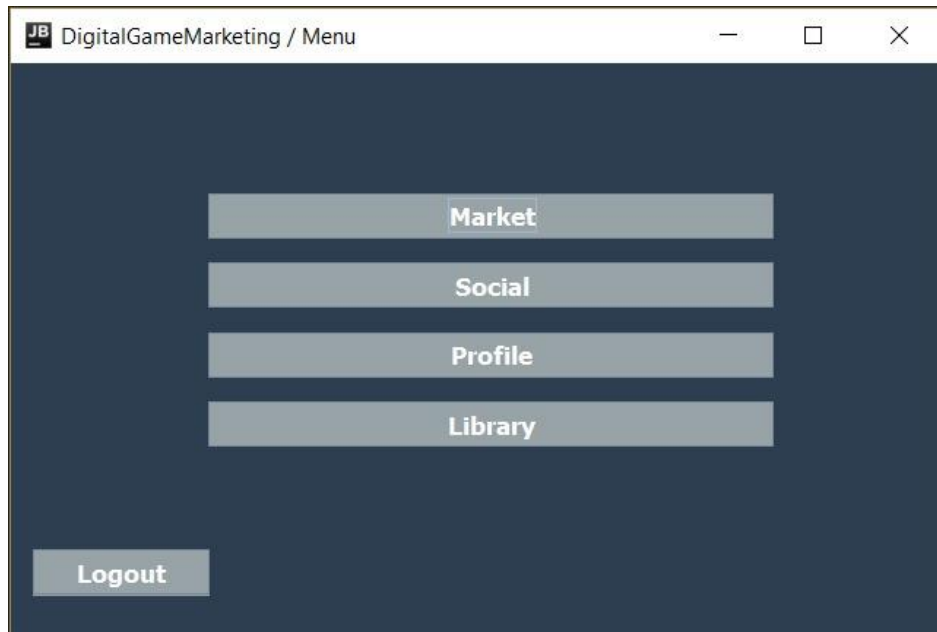 JB DigitalGameMarketing / Menu
Market
Social
Profile
Library
Logout